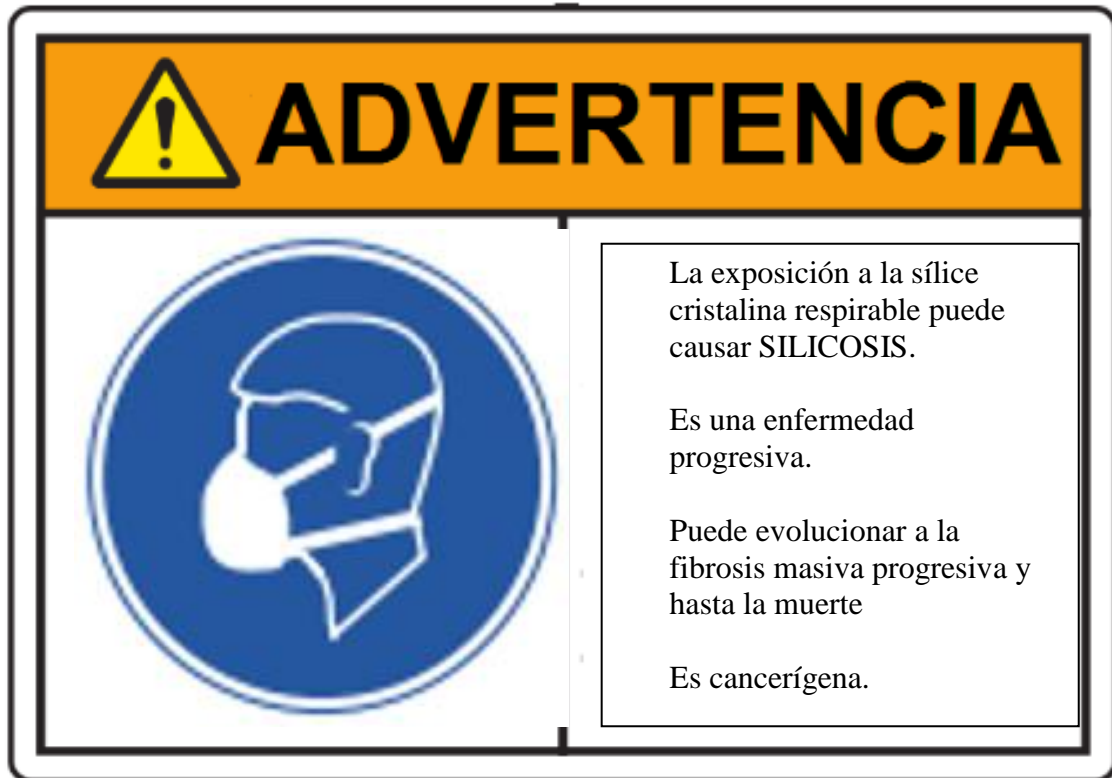 ADVERTENCIA
La exposición a la sílice
cristalina respirable puede
causar SILICOSIS.
Es una enfermedad
progresiva.
Puede evolucionar a la
fibrosis masiva progresiva y
hasta la muerte
Es cancerígena.